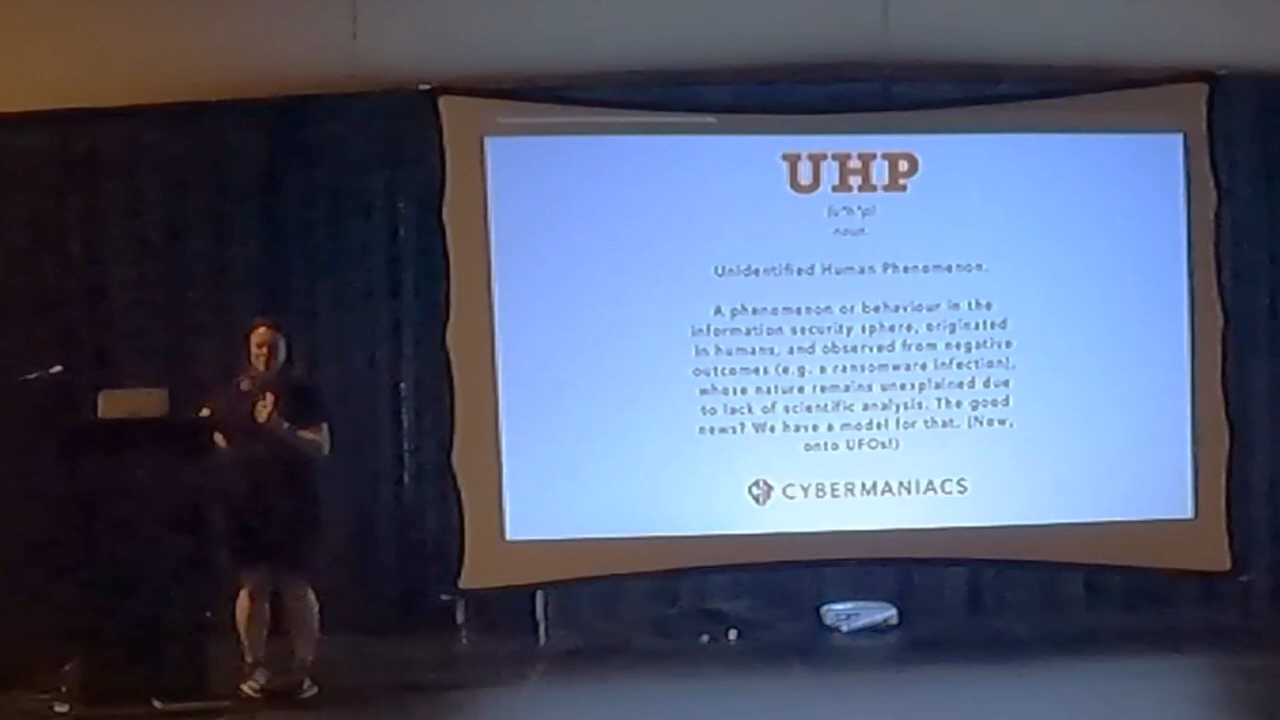 UHP
noun
Unidentified Human Phenomenon.
A phenomenon or behaviour in the
information security sphere, originated
in humans, and observed from negative
outcomes (e.g. a ransomware infection),
whose nature remains unexplained due
to lack of scientific analysis. The good
news? We have a model for that. (Now,
onto UFOs!)
CYBERMANIACS